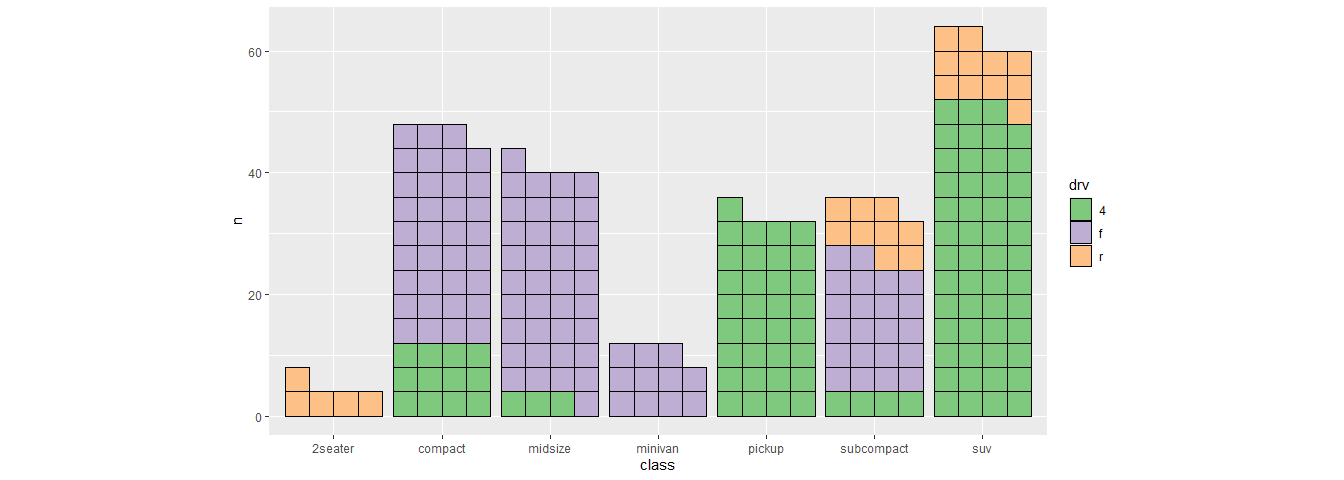 60
40
20
0
n
2seater compact midsize minivan pickup subcompact suv
class
drv
4
f
r